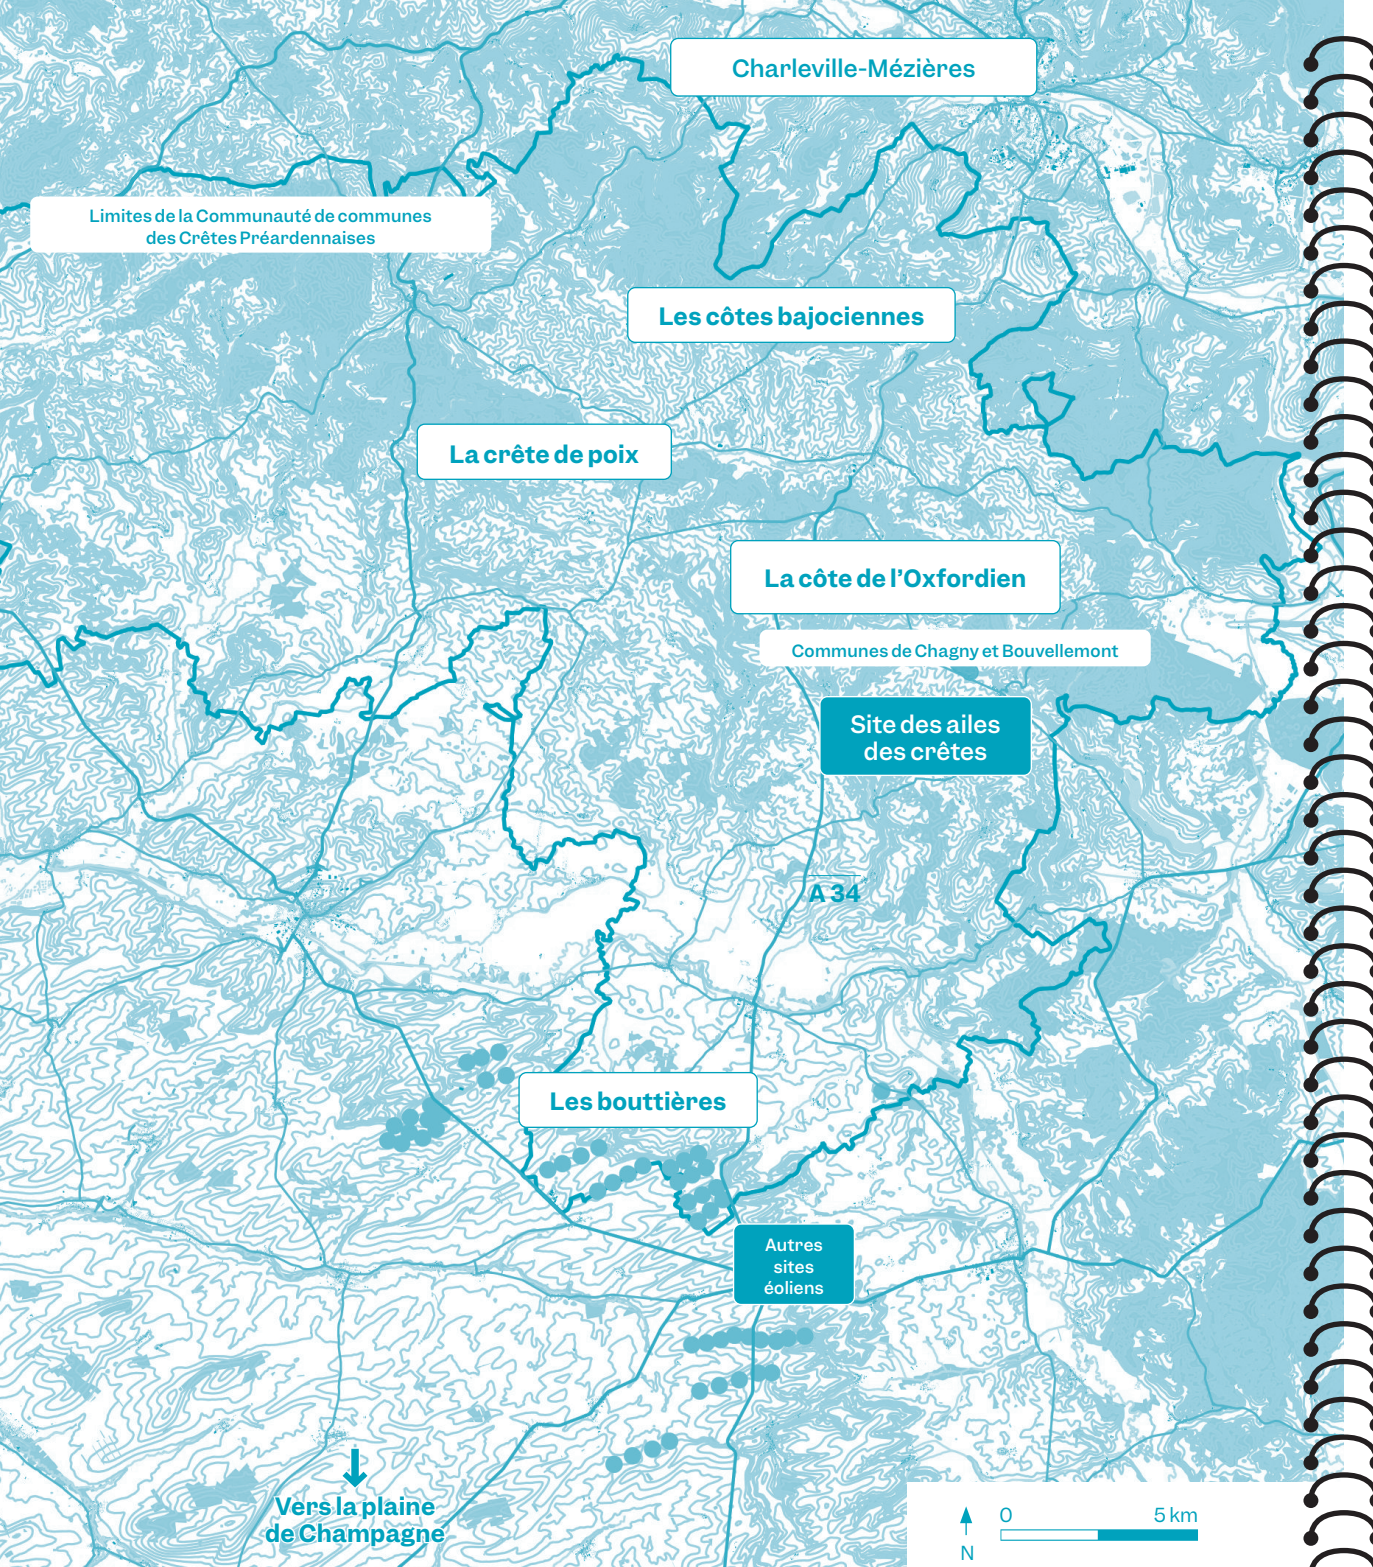 Charleville-Mézières
Limites de la Communauté de communes
des Crêtes Préardennaises
Les côtes bajociennes
La crête de poix
La côte de l’Oxfordien
Communes de Chagny et Bouvellemont
Site des ailes
des crêtes
A 34
Les bouttières
Autres
sites
éoliens
Vers la plaine
de Champagne
0 5 km
N